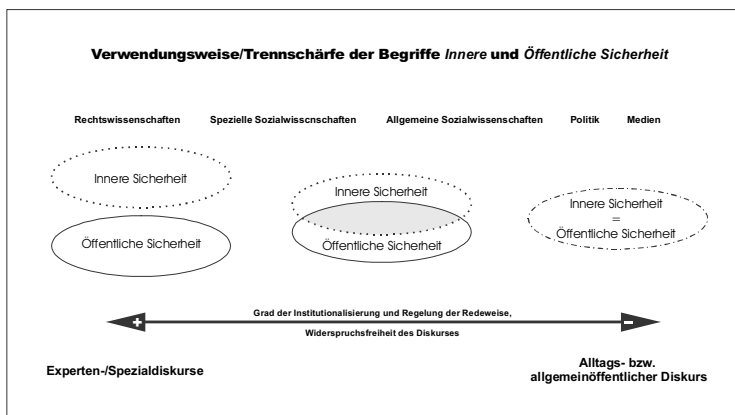 Verwendungsweise/Trennschärfe der Begriffe Innere und Öffentliche Sicherheit
Rechtswissenschaften Spezielle Sozialwisscnschaften Allgemeine Sozialwissenschaften Politik Medien
Innere Sicherheit
Öffentliche Sicherheit
Innere Sicherheit
Öffentliche Sicherheit
Innere Sicherheit
=
Öffentliche Sicherheit
+
Grad der Institutionalisierung und Regelung der Redeweise,
Widerspruchsfreiheit des Diskurses
-
Experten-/Spezialdiskurse
Alltags- bzw.
allgemeinöffentlicher Diskurs